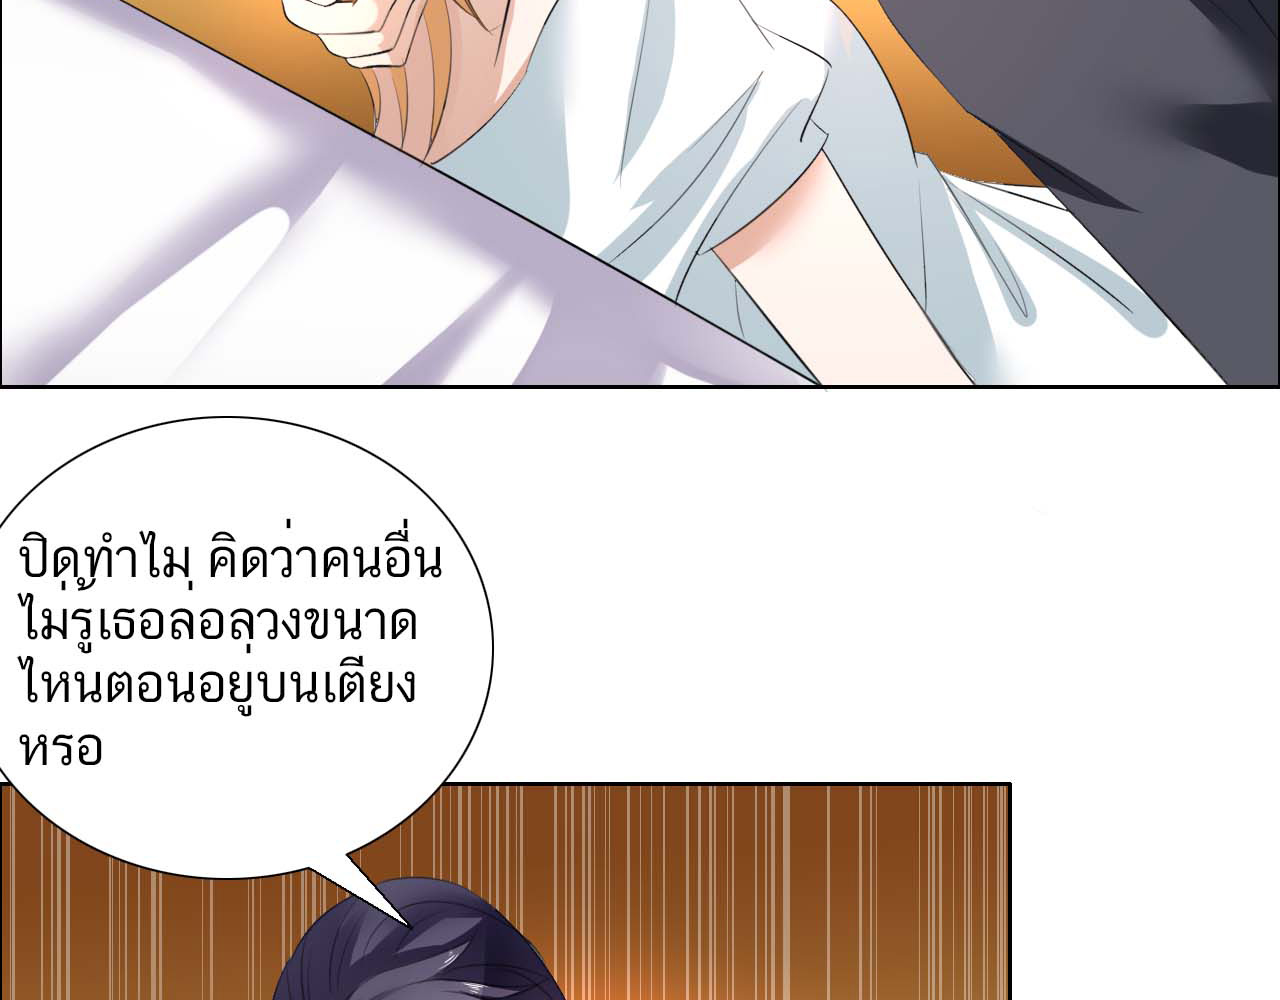 ปิดทำไม คิดว่าคนอื่น
ไม่รู้เธอล่อลวงขนาด
ไหนตอนอยู่บนเตียง
หรอ